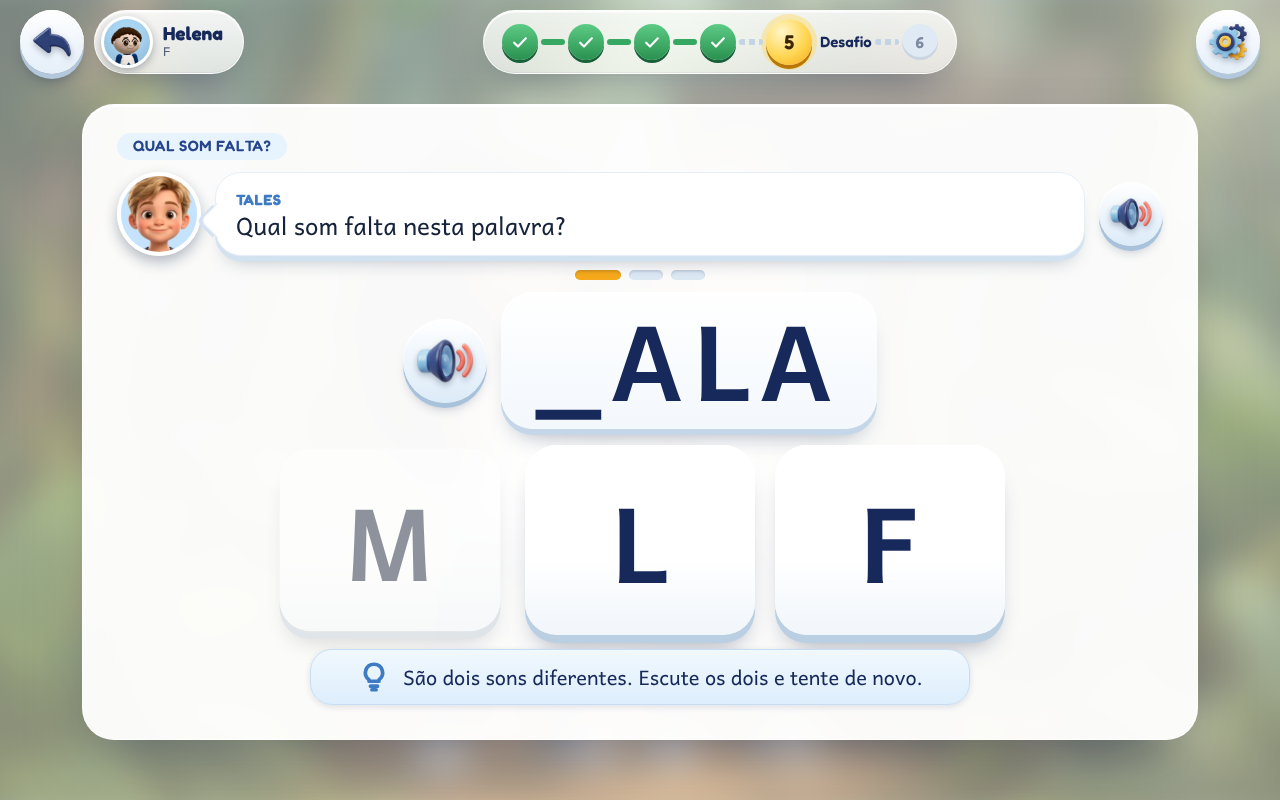 Helena
F
5
Desafio
6
QUAL SOM FALTA?
TALES
Qual som falta nesta palavra?
_ALA
M
L
F
São dois sons diferentes. Escute os dois e tente de novo.